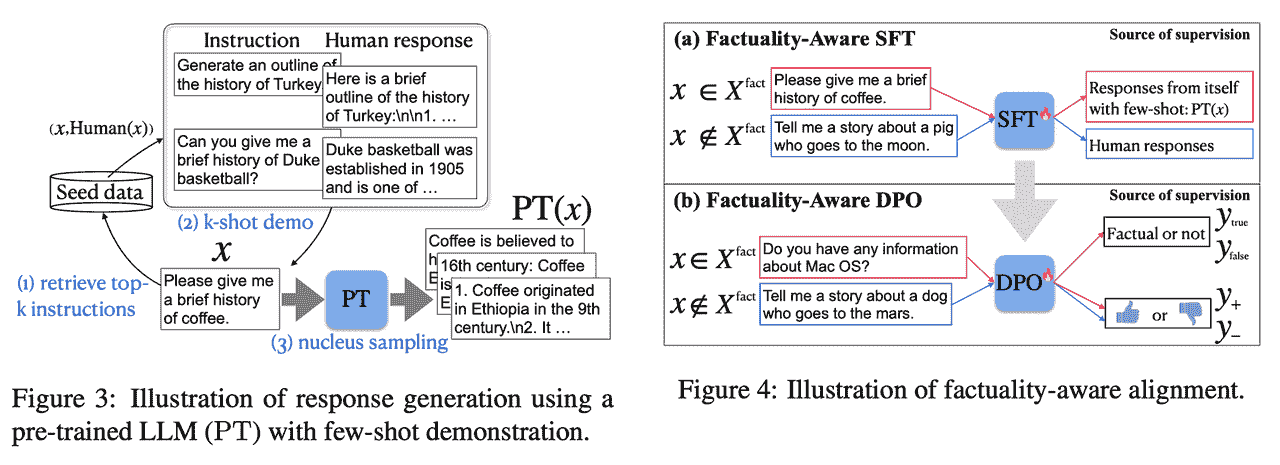 Instruction
Human response
Generate an outline of
the history of Turkey
Here is a brief
outline of the history
of Turkey:\n\n1. …
(x,Human(x))
Can you give me a
brief history of Duke
basketball?
Duke basketball was
established in 1905
and is one of …
Seed data
(2) k-shot demo
x
PT(x)
(1) retrieve top-
k instructions
Please give me
a brief history
of coffee.
PT
(3) nucleus sampling
Coffee is believed to
h
E
16th century: Coffee
is
E
1. Coffee originated
in Ethiopia in the 9th
century.\n2. It …
Figure 3: Illustration of response generation using a
pre-trained LLM (PT) with few-shot demonstration.
(a) Factuality-Aware SFT
Source of supervision
x ∈ X^fact
Please give me a brief
history of coffee.
x ∉ X^fact
Tell me a story about a pig
who goes to the moon.
SFT
Responses from itself
with few-shot: PT(x)
Human responses
(b) Factuality-Aware DPO
Source of supervision
x ∈ X^fact
Do you have any information
about Mac OS?
x ∉ X^fact
Tell me a story about a dog
who goes to the mars.
DPO
Factual or not
y_true
y_false
or
y_+
y_−
Figure 4: Illustration of factuality-aware alignment.